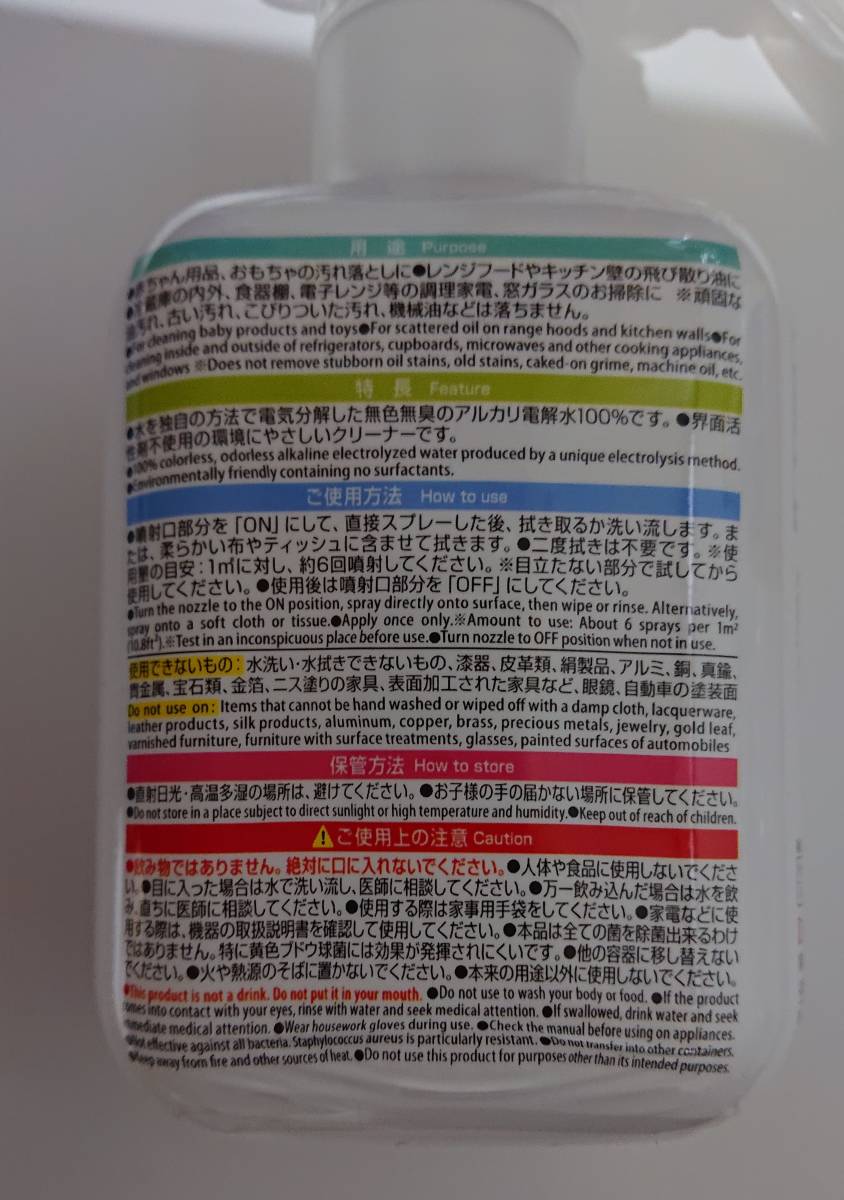 用途 Purpose
赤ちゃん用品、おもちゃの汚れ落としに●レンジフードやキッチン壁の飛び散り油に
●冷蔵庫の内外、食器棚、電子レンジ等の調理家電、窓ガラスのお掃除に ※頑固な
油汚れ、古い汚れ、こびりついた汚れ、機械油などは落ちません。
●For cleaning baby products and toys●For scattered oil on range hoods and kitchen walls●For
cleaning inside and outside of refrigerators, cupboards, microwaves and other cooking appliances,
and windows ※Does not remove stubborn oil stains, old stains, caked-on grime, machine oil, etc.
特長 Feature
●水を独自の方法で電気分解した無色無臭のアルカリ電解水100%です。●界面活
性剤不使用の環境にやさしいクリーナーです。
●100% colorless, odorless alkaline electrolyzed water produced by a unique electrolysis method.
●Environmentally friendly containing no surfactants.
ご使用方法 How to use
●噴射口部分を「ON」にして、直接スプレーした後、拭き取るか洗い流します。ま
たは、柔らかい布やティッシュに含ませて拭きます。●二度拭きは不要です。※使
用量の目安:1㎡に対し、約6回噴射してください。※目立たない部分で試してから
使用してください。●使用後は噴射口部分を「OFF」にしてください。
●Turn the nozzle to the ON position, spray directly onto surface, then wipe or rinse. Alternatively,
spray onto a soft cloth or tissue.●Apply once only.※Amount to use: About 6 sprays per 1m²
(10.8ft²).※Test in an inconspicuous place before use.●Turn nozzle to OFF position when not in use.
使用できないもの: 水洗い・水拭きできないもの、漆器、皮革類、絹製品、アルミ、銅、真鍮、
貴金属、宝石類、金箔、ニス塗りの家具、表面加工された家具など、眼鏡、自動車の塗装面
Do not use on: Items that cannot be hand washed or wiped off with a damp cloth, lacquerware,
leather products, silk products, aluminum, copper, brass, precious metals, jewelry, gold leaf,
varnished furniture, furniture with surface treatments, glasses, painted surfaces of automobiles
保管方法 How to store
●直射日光・高温多湿の場所は、避けてください。●お子様の手の届かない場所に保管してください。
●Do not store in a place subject to direct sunlight or high temperature and humidity.●Keep out of reach of children.
ご使用上の注意 Caution
●飲み物ではありません。絶対に口に入れないでください。●人体や食品に使用しないでくださ
い。●目に入った場合は水で洗い流し、医師に相談してください。●万一飲み込んだ場合は水を飲
み、直ちに医師に相談してください。●使用する際は家事用手袋をしてください。●家電などに使
用する際は、機器の取扱説明書を確認して使用してください。●本品は全ての菌を除菌出来るわけ
ではありません。特に黄色ブドウ球菌には効果が発揮されにくいです。●他の容器に移し替えない
でください。●火や熱源のそばに置かないでください。●本来の用途以外に使用しないでください。
●This product is not a drink. Do not put it in your mouth. ●Do not use to wash your body or food. ●If the product
comes into contact with your eyes, rinse with water and seek medical attention. ●If swallowed, drink water and seek
immediate medical attention. ●Wear housework gloves during use. ●Check the manual before using on appliances.
●Not effective against all bacteria. Staphylococcus aureus is particularly resistant. ●Do not transfer into other containers.
●Keep away from fire and other sources of heat. ●Do not use this product for purposes other than its intended purposes.